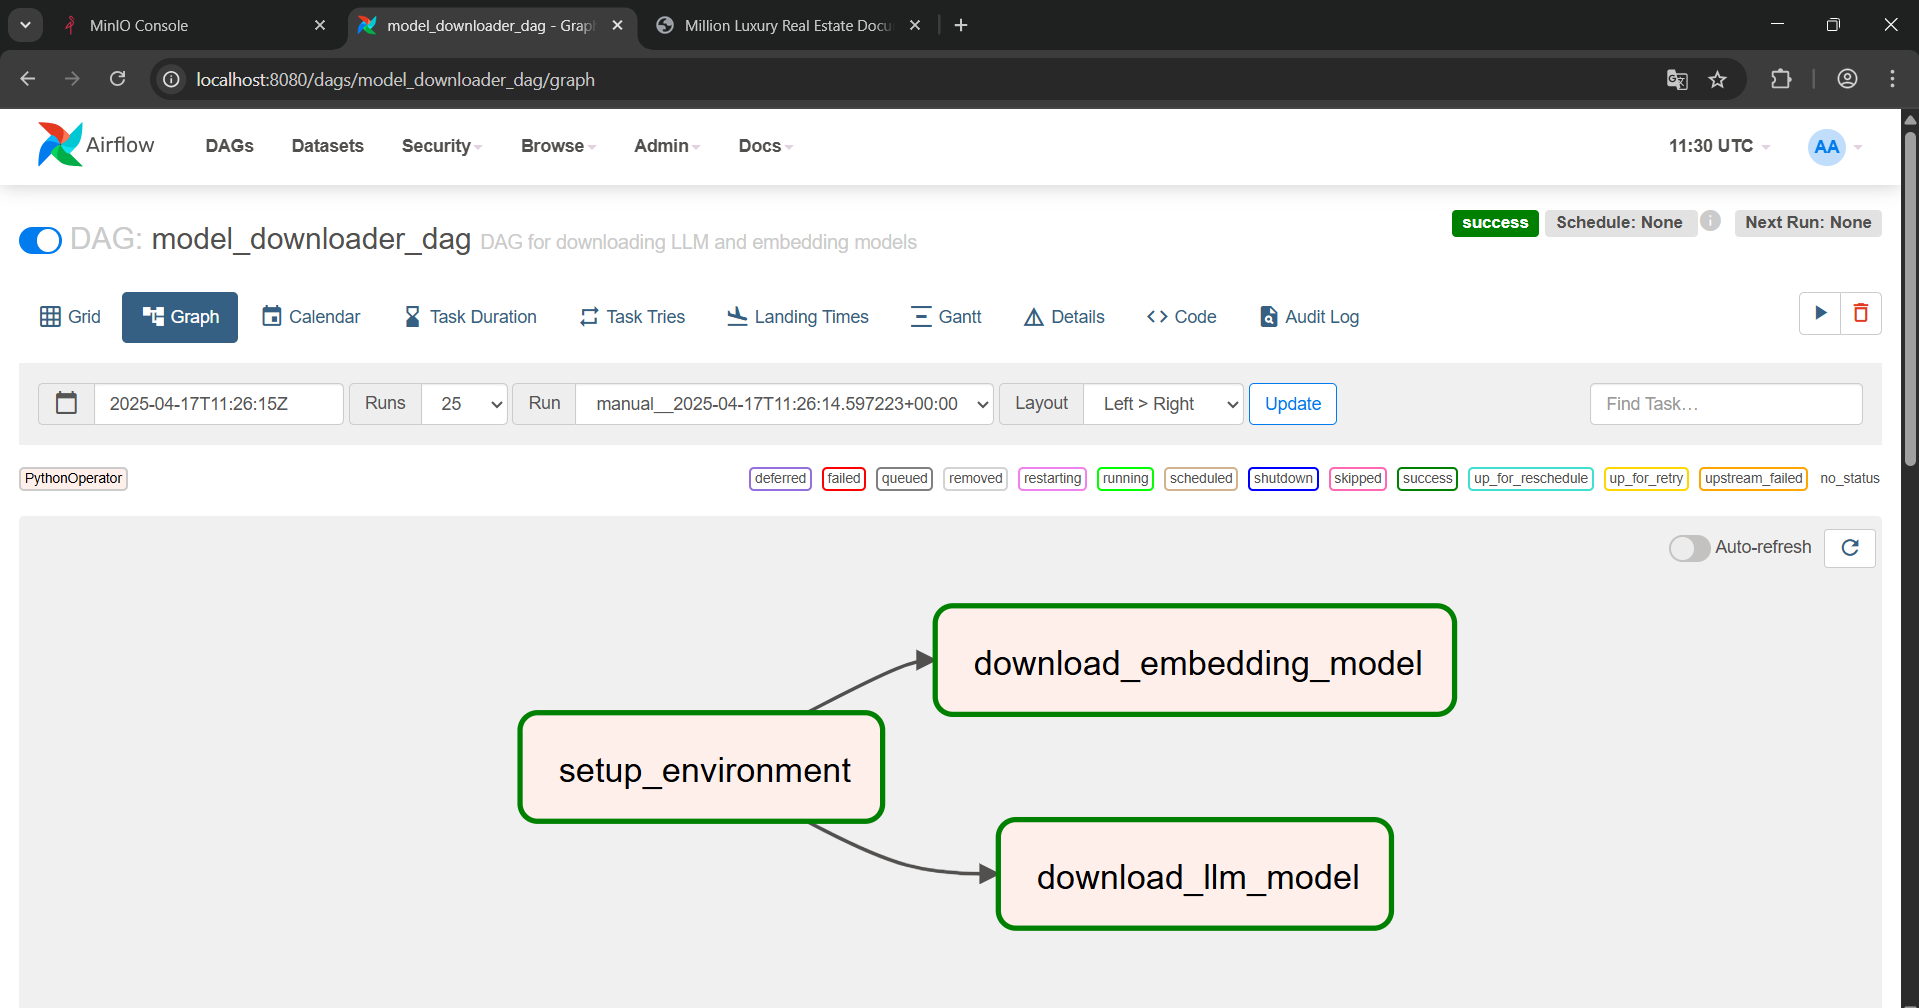 MinIO Console
model_downloader_dag - Grap
Million Luxury Real Estate Docu
localhost:8080/dags/model_downloader_dag/graph
Airflow
DAGs
Datasets
Security
Browse
Admin
Docs
11:30 UTC
AA
DAG: model_downloader_dag DAG for downloading LLM and embedding models
success
Schedule: None
Next Run: None
Grid
Graph
Calendar
Task Duration
Task Tries
Landing Times
Gantt
Details
Code
Audit Log
2025-04-17T11:26:15Z
Runs
25
Run
manual__2025-04-17T11:26:14.597223+00:00
Layout
Left > Right
Update
Find Task…
PythonOperator
deferred
failed
queued
removed
restarting
running
scheduled
shutdown
skipped
success
up_for_reschedule
up_for_retry
upstream_failed
no_status
Auto-refresh
download_embedding_model
setup_environment
download_llm_model